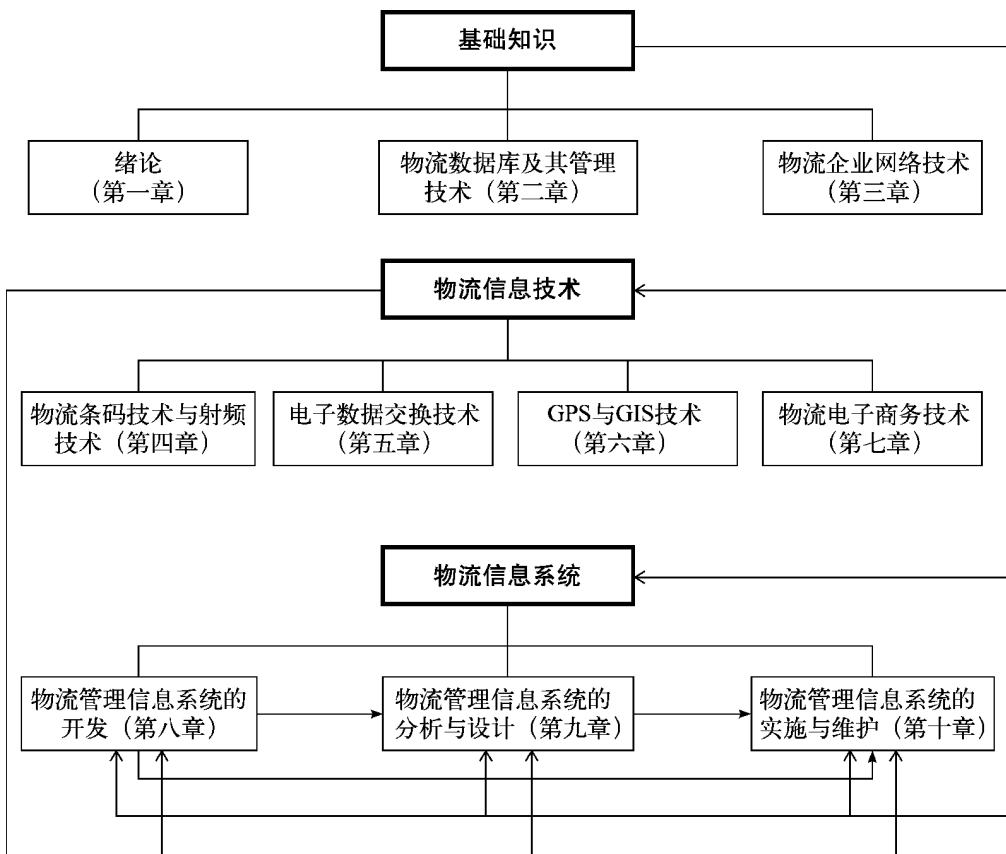 基础知识
绪论
（第一章）
物流数据库及其管理
技术（第二章）
物流企业网络技术
（第三章）
物流信息技术
物流条码技术与射频
技术（第四章）
电子数据交换技术
（第五章）
GPS与GIS技术
（第六章）
物流电子商务技术
（第七章）
物流信息系统
物流管理信息系统的
开发（第八章）
物流管理信息系统的
分析与设计（第九章）
物流管理信息系统的
实施与维护（第十章）